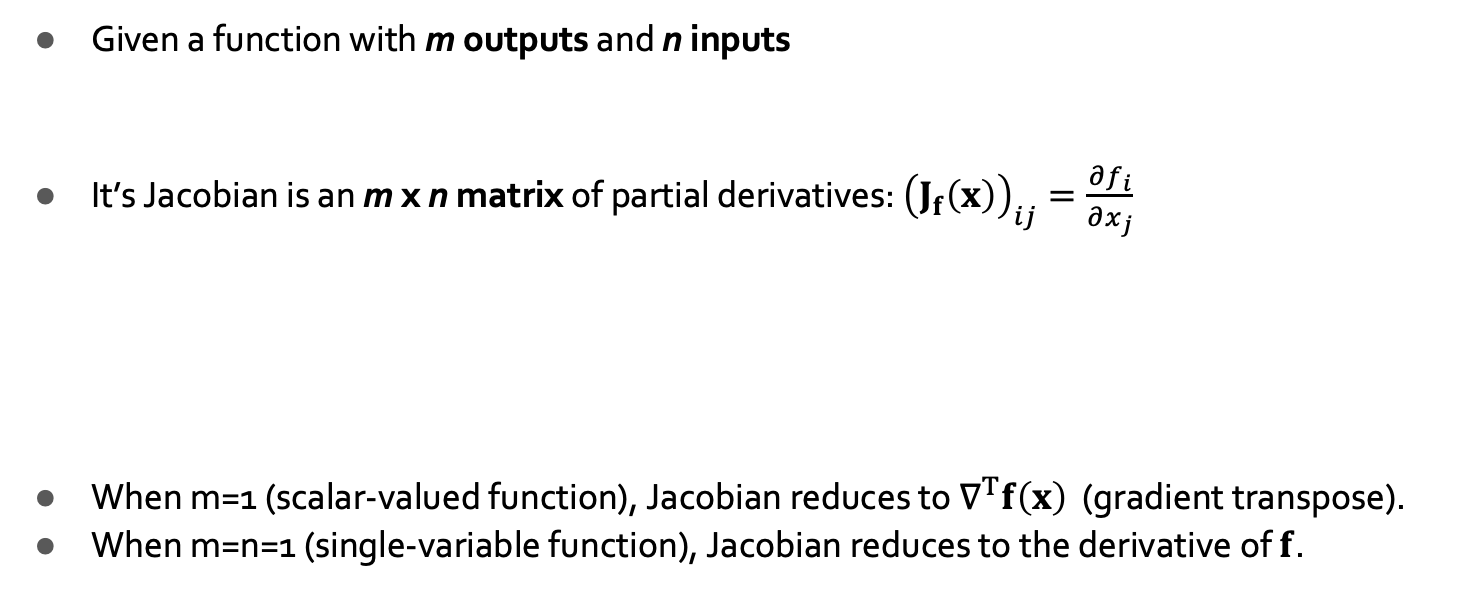 ● Given a function with m outputs and n inputs
● It's Jacobian is an m x n matrix of partial derivatives: (J_f(x))_ij = ∂f_i/∂x_j
● When m=1 (scalar-valued function), Jacobian reduces to ∇^T f(x) (gradient transpose).
● When m=n=1 (single-variable function), Jacobian reduces to the derivative of f.